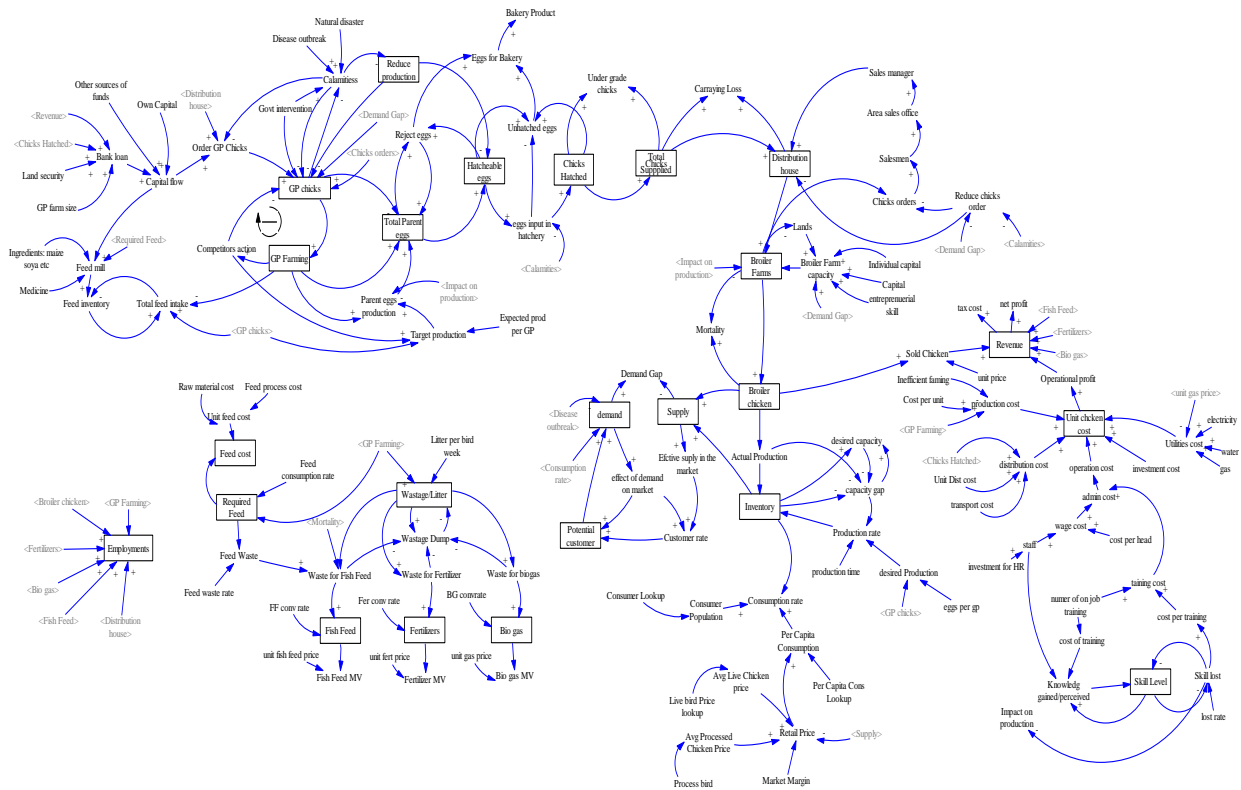 Bakery Product
Natural disaster
Disease outbreak
Reduce
production
Eggs for Bakery
Calamitiess
Other sources of
funds
Own Capital
<Distribution
house>
Govt intervention
<Demand Gap>
Under grade
chicks
Carraying Loss
Sales manager
Area sales office
<Revenue>
<Chicks Hatched>
Bank loan
Land security
GP farm size
Capital flow
Order GP Chicks
<Chicks orders>
Reject eggs
Unhatched eggs
Hatcheable
eggs
Chicks
Hatched
Total
Chicks
Suppplied
Distribution
house
Salesmen
Chicks orders
Reduce chicks
order
<Demand Gap>
<Calamities>
GP chicks
Total Parent
eggs
eggs input in
hatchery
<Calamities>
Ingredients: maize
soya etc
<Required Feed>
Feed mill
Medicine
Feed inventory
Total feed intake
Competitors action
GP Farming
Parent eggs
production
<Impact on
production>
<GP chicks>
Target production
Expected prod
per GP
Lands
<Impact on
production>
Broiler
Farms
Broiler Farm
capacity
Individual capital
Capital
entreprenuerial
skill
<Demand Gap>
Mortality
tax cost
net profit
<Fish Feed>
<Fertilizers>
<Bio gas>
Revenue
Sold Chicken
unit price
Operational profit
Raw material cost
Feed process cost
Unit feed cost
Feed cost
Demand Gap
demand
Supply
Broiler
chicken
<Disease
outbreak>
<Consumption
rate>
effect of demand
on market
Efctive suply in the
market
Potential
customer
Customer rate
Actual Production
desired capacity
capacity gap
Inventory
Production rate
production time
desired Production
<GP chicks>
eggs per gp
Inefficient faming
Cost per unit
production cost
<GP Farming>
Unit chcken
cost
<unit gas price>
electricity
Utilities cost
water
gas
<Chicks Hatched>
distribution cost
Unit Dist cost
transport cost
operation cost
investment cost
admin cost
wage cost
cost per head
staff
investment for HR
taining cost
numer of on job
training
cost per training
cost of training
Knowledg
gained/perceived
Skill Level
Skill lost
lost rate
Impact on
production
<GP Farming>
Litter per bird
week
Feed
consumption rate
Required
Feed
Wastage/Litter
<Mortality>
Wastage Dump
Feed Waste
Feed waste rate
Waste for Fish Feed
Waste for Fertilizer
Waste for biogas
<Broiler chicken>
<GP Farming>
<Fertilizers>
Employments
<Bio gas>
<Fish Feed>
<Distribution
house>
FF conv rate
Fer conv rate
BG convrate
Fish Feed
Fertilizers
Bio gas
unit fish feed price
unit fert price
unit gas price
Fish Feed MV
Fertilizer MV
Bio gas MV
Consumer Lookup
Consumer
Population
Consumption rate
Per Capita
Consumption
Per Capita Cons
Lookup
Avg Live Chicken
price
Live bird Price
lookup
Avg Processed
Chicken Price
Retail Price
<Supply>
Process bird
Market Margin